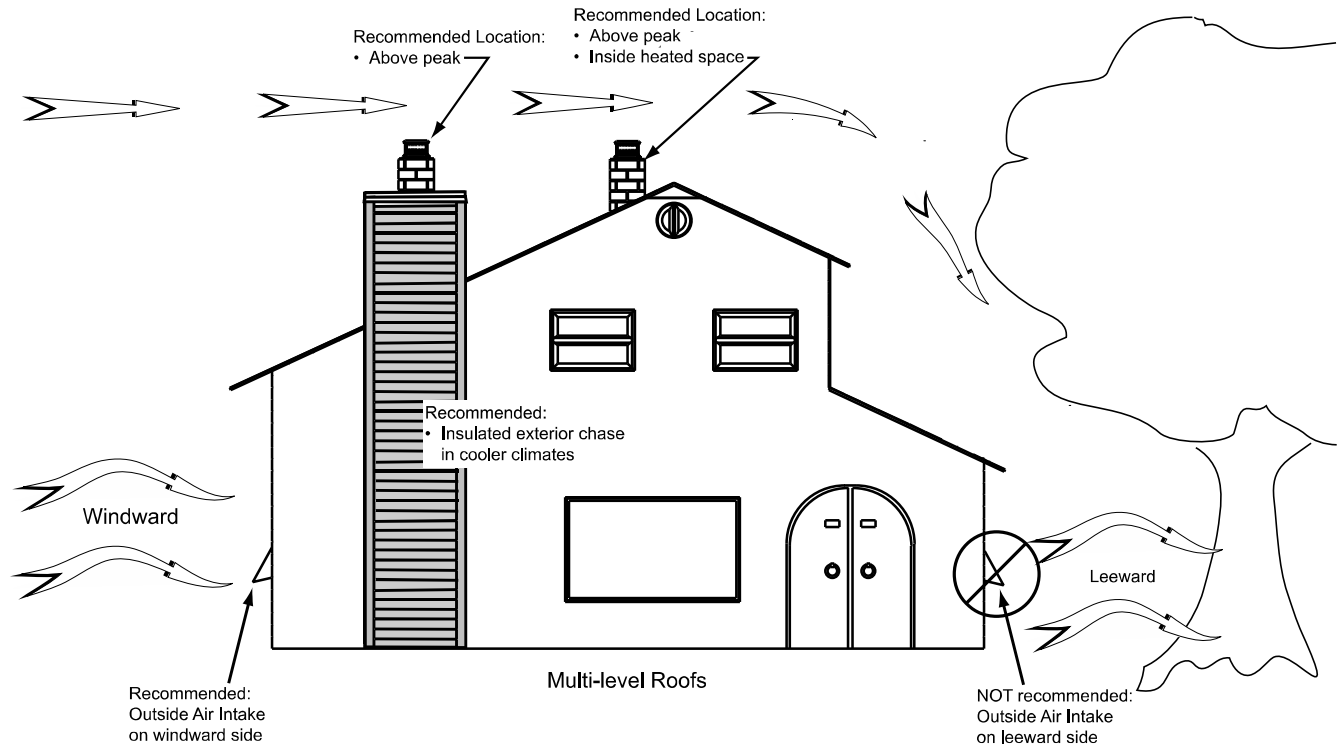 Recommended Location:
• Above peak
Recommended Location:
• Above peak
• Inside heated space
Recommended:
• Insulated exterior chase
in cooler climates
Windward
Leeward
Recommended:
Outside Air Intake
on windward side
Multi-level Roofs
NOT recommended:
Outside Air Intake
on leeward side